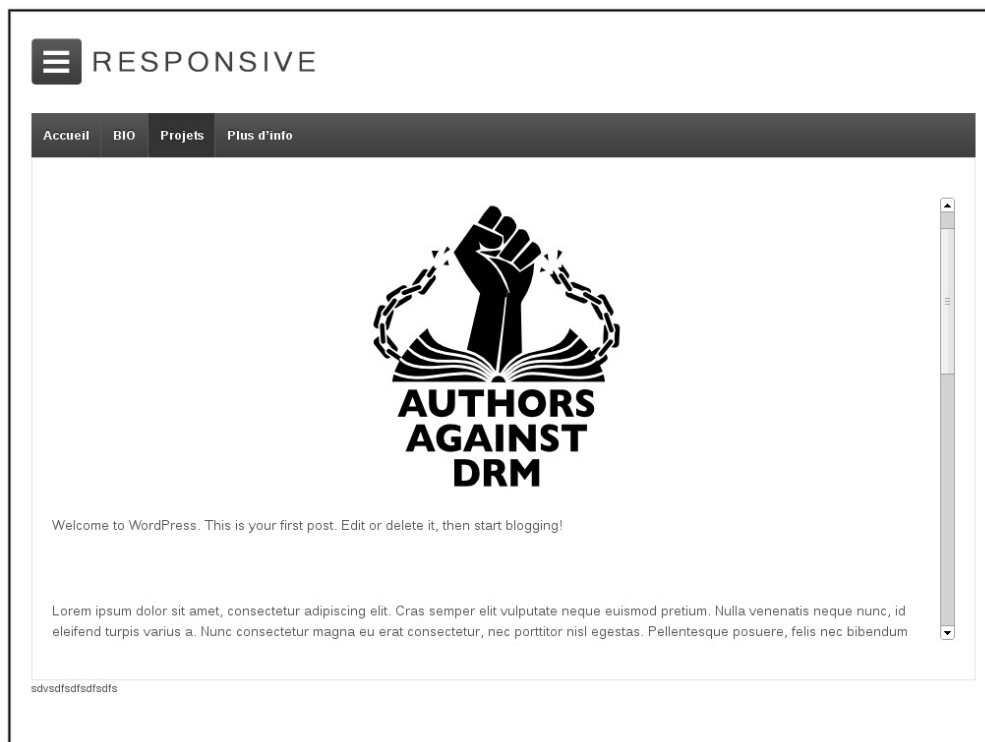 RESPONSIVE
Accueil BIO Projets Plus d’info
AUTHORS
AGAINST
DRM
Welcome to WordPress. This is your first post. Edit or delete it, then start blogging!
Lorem ipsum dolor sit amet, consectetur adipiscing elit. Cras semper elit vulputate neque euismod pretium. Nulla venenatis neque nunc, id
eleifend turpis varius a. Nunc consectetur magna eu erat consectetur, nec porttitor nisl egestas. Pellentesque posuere, felis nec bibendum
sdvsdfsdfsdfsdfs